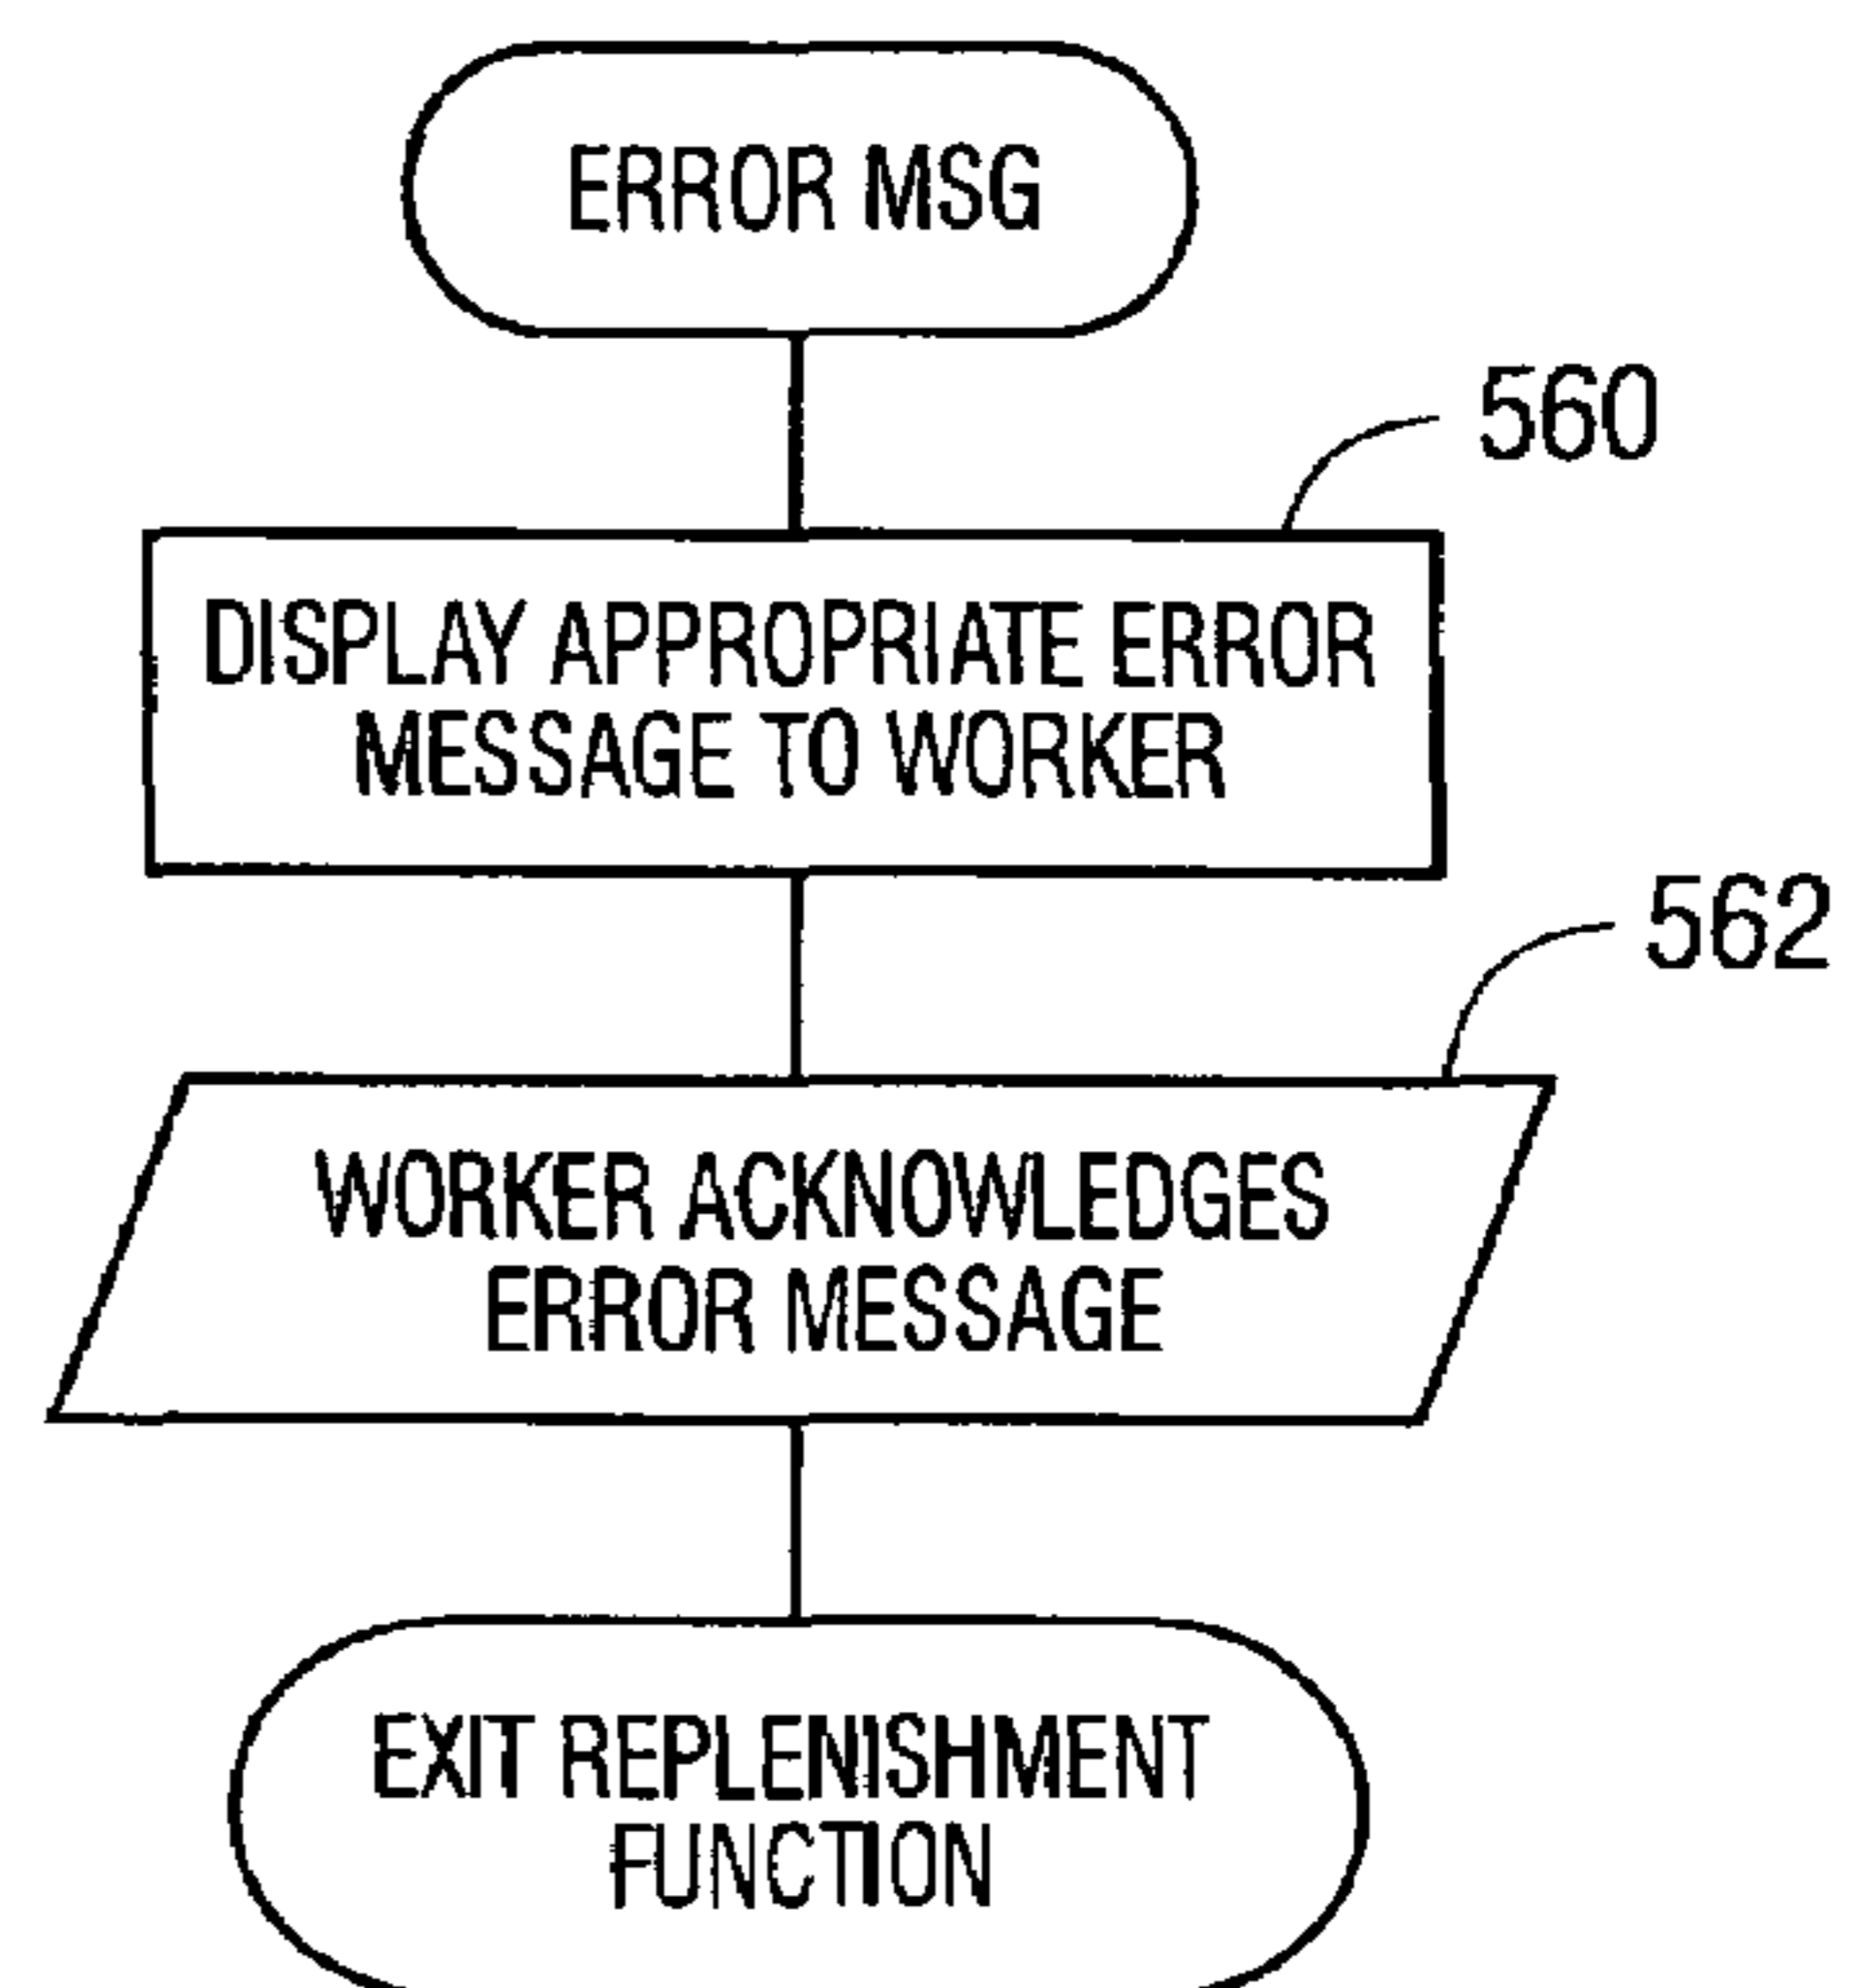 ERROR MSG
560
DISPLAY APPROPRIATE ERROR
MESSAGE TO WORKER
562
WORKER ACKNOWLEDGES
ERROR MESSAGE
EXIT REPLENISHMENT
FUNCTION